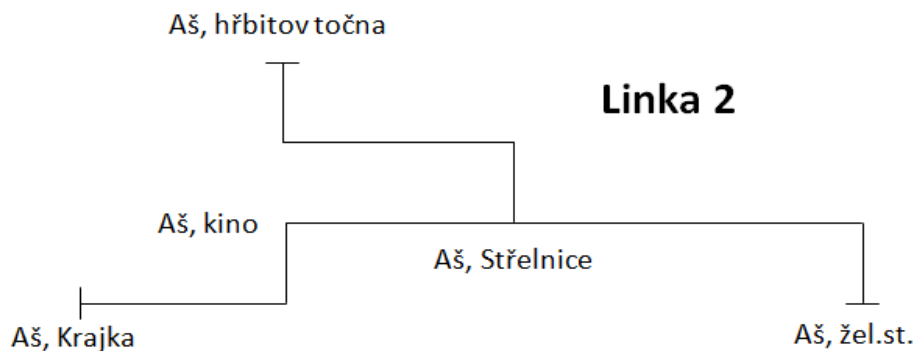 Aš, hřbitov točna
Linka 2
Aš, kino
Aš, Střelnice
Aš, Krajka
Aš, žel.st.